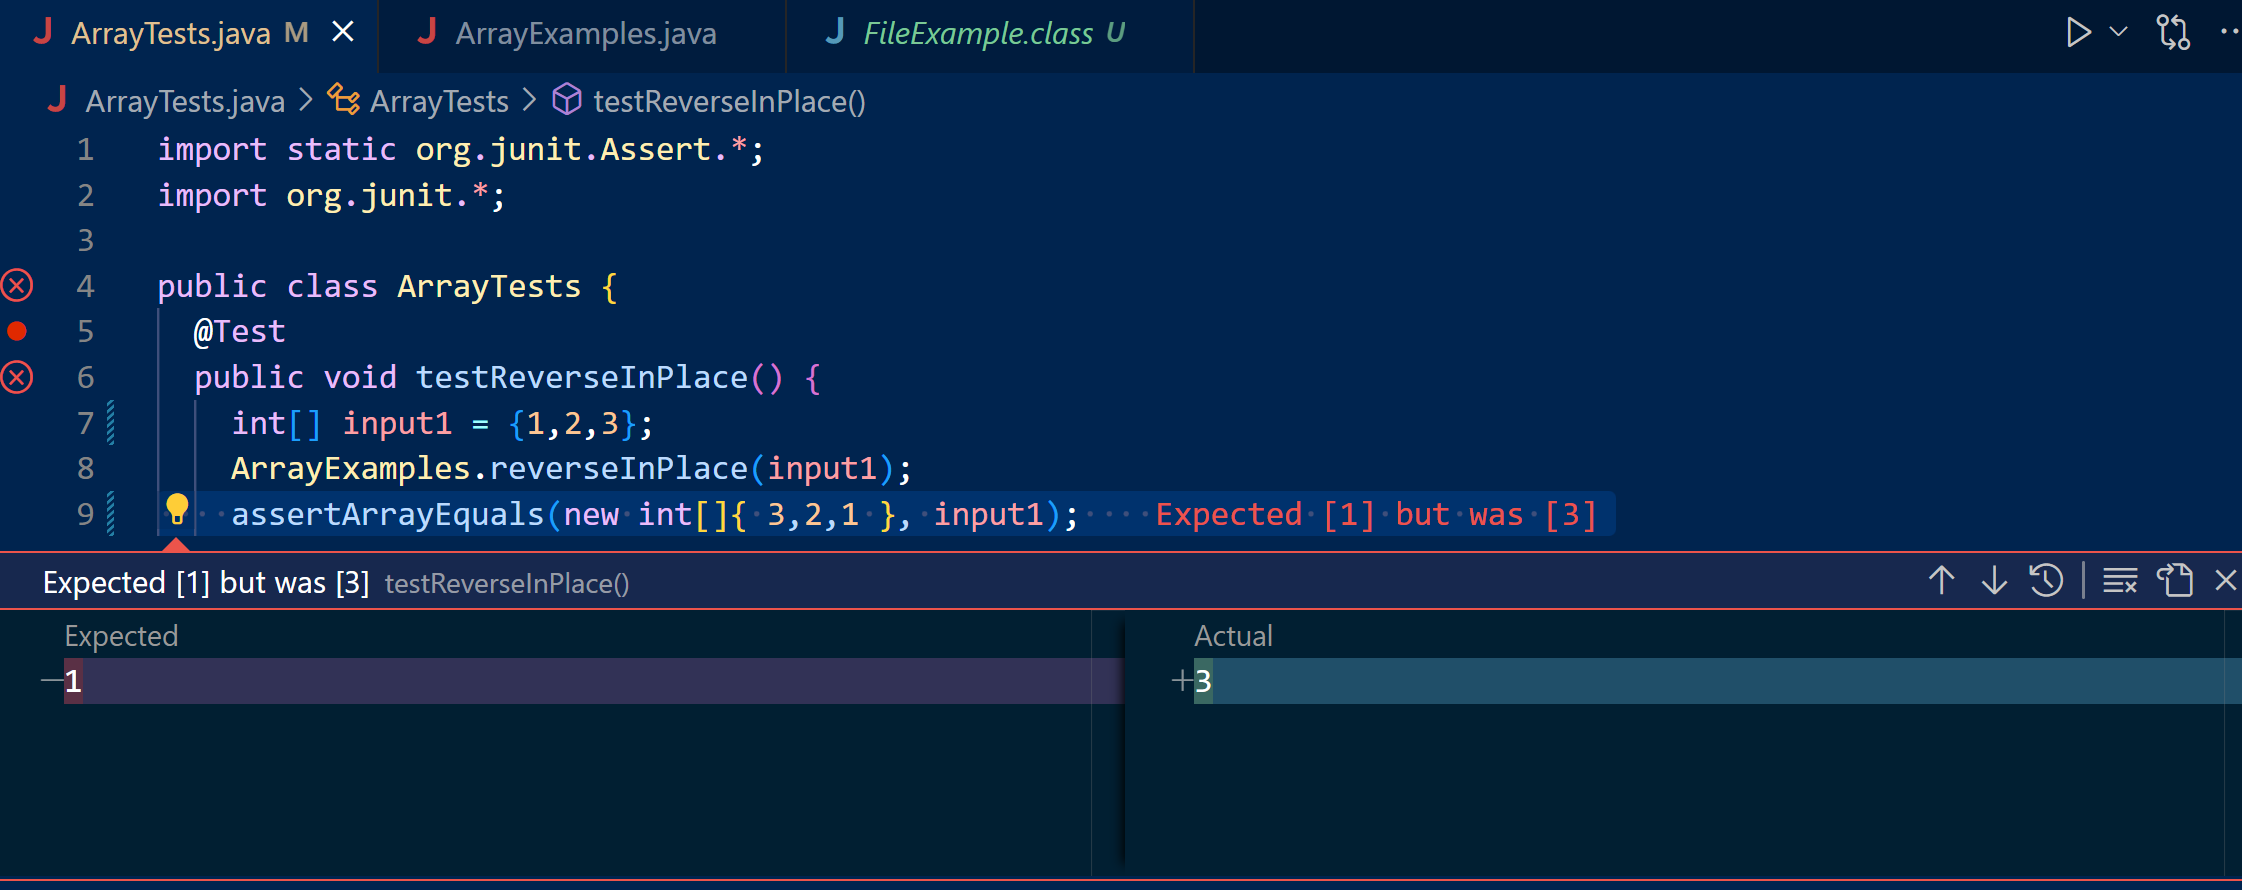 ArrayTests.java M
ArrayExamples.java
FileExample.class U
ArrayTests.java > ArrayTests > testReverseInPlace()
1 import static org.junit.Assert.*;
2 import org.junit.*;
3
4 public class ArrayTests {
5 @Test
6 public void testReverseInPlace() {
7 int[] input1 = {1,2,3};
8 ArrayExamples.reverseInPlace(input1);
9 assertArrayEquals(new int[]{ 3,2,1 }, input1); Expected [1] but was [3]
Expected [1] but was [3] testReverseInPlace()
Expected
Actual
1
3